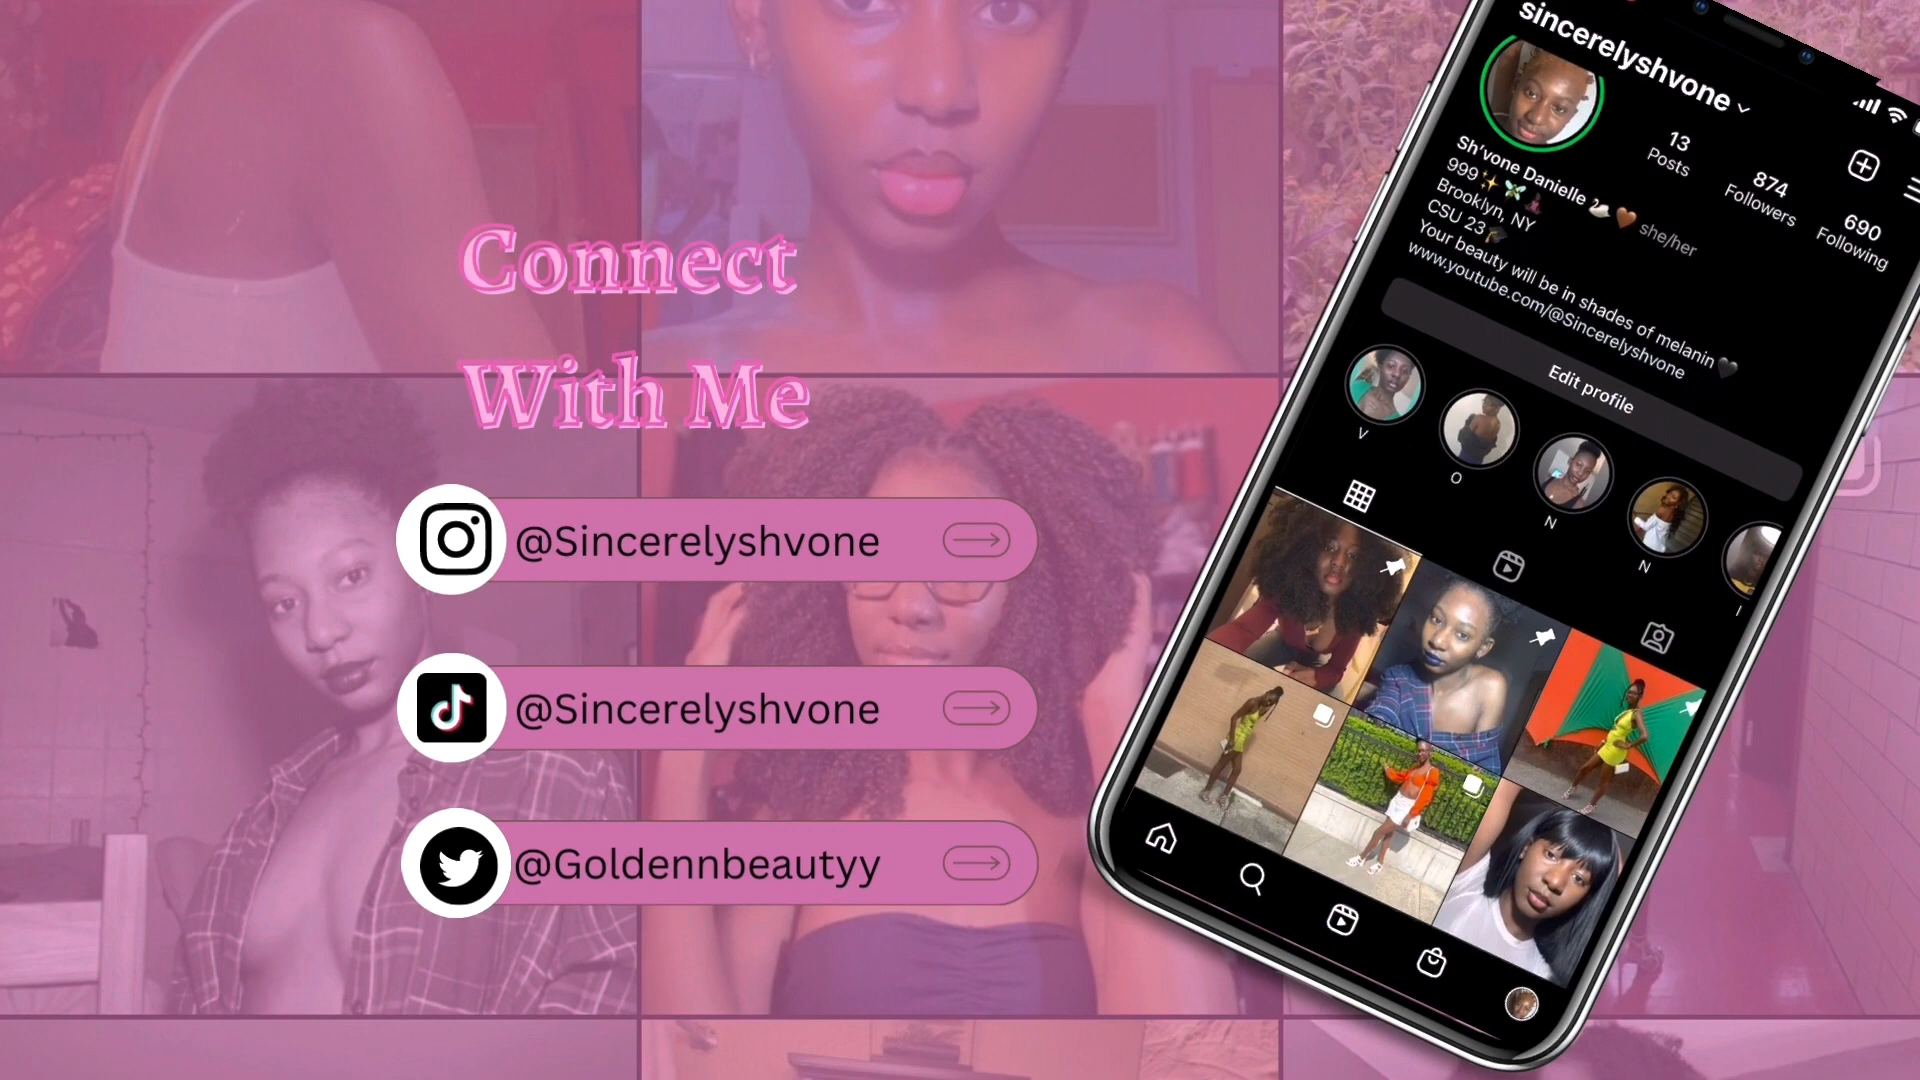 Connect
With Me
@Sincerelyshvone
@Sincerelyshvone
@Goldennbeautyy
sincerelyshvone
13
Posts
874
Followers
690
Following
Sh'vone Danielle 🦢🤎 she/her
999✨🧚🏾🧘🏾‍♀️
Brooklyn, NY
CSU 23🎓
Your beauty will be in shades of melanin🖤
www.youtube.com/@Sincerelyshvone
Edit profile
V
O
N
N
I